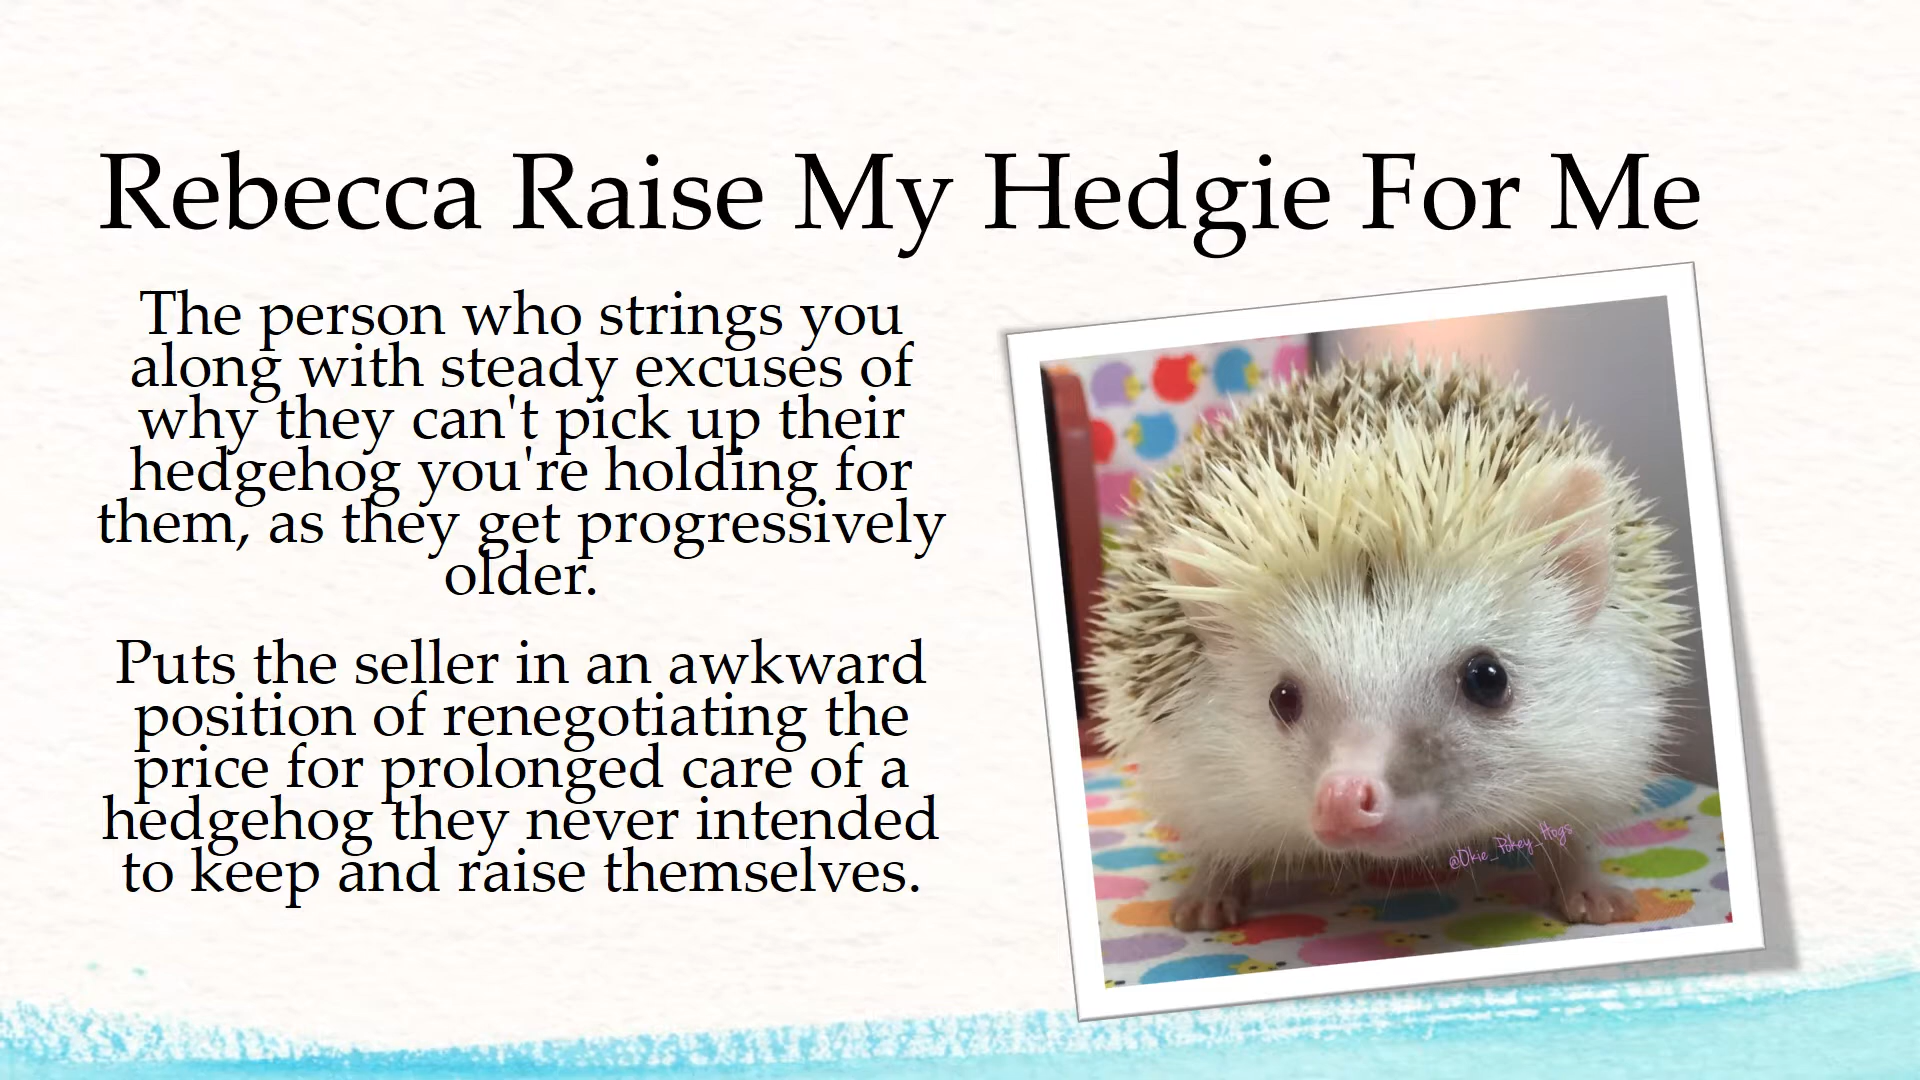 Rebecca Raise My Hedgie For Me
The person who strings you
along with steady excuses of
why they can't pick up their
hedgehog you're holding for
them, as they get progressively
older.
Puts the seller in an awkward
position of renegotiating the
price for prolonged care of a
hedgehog they never intended
to keep and raise themselves.
@Okie_Pokey_Hogs